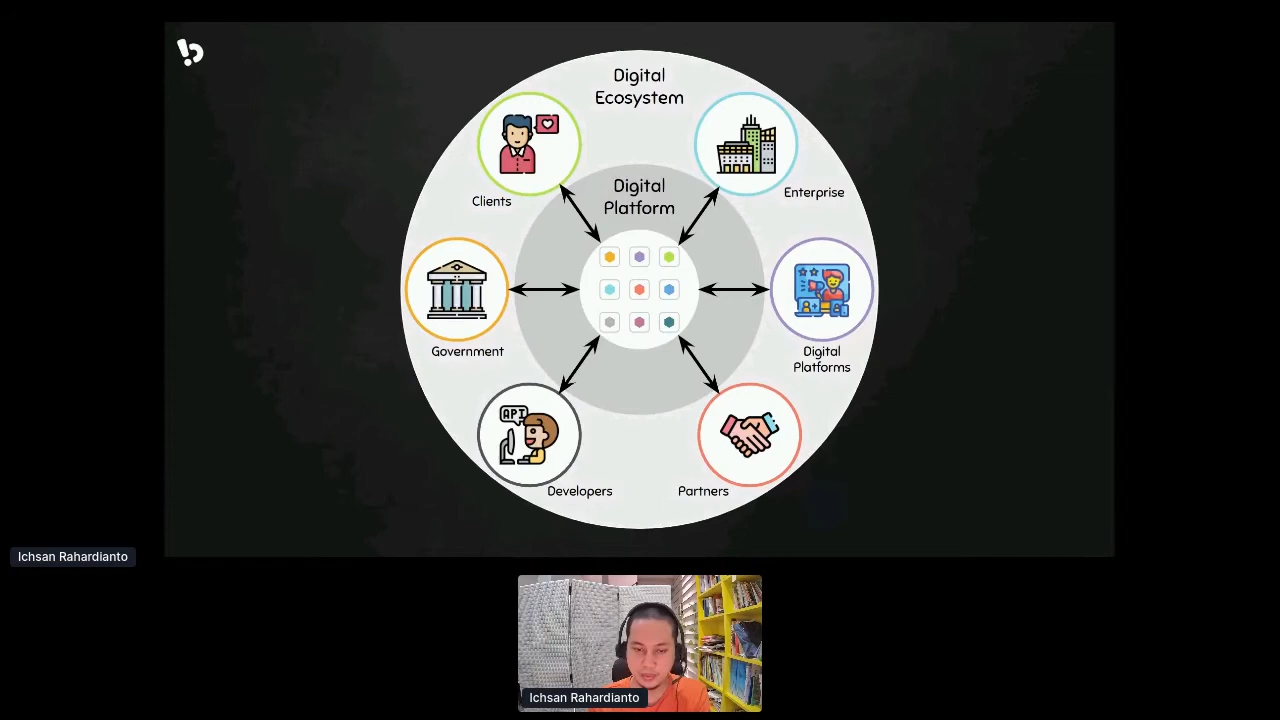 Digital
Ecosystem
Clients
Enterprise
Digital
Platform
Government
Digital
Platforms
API
Developers
Partners
Ichsan Rahardianto
Ichsan Rahardianto